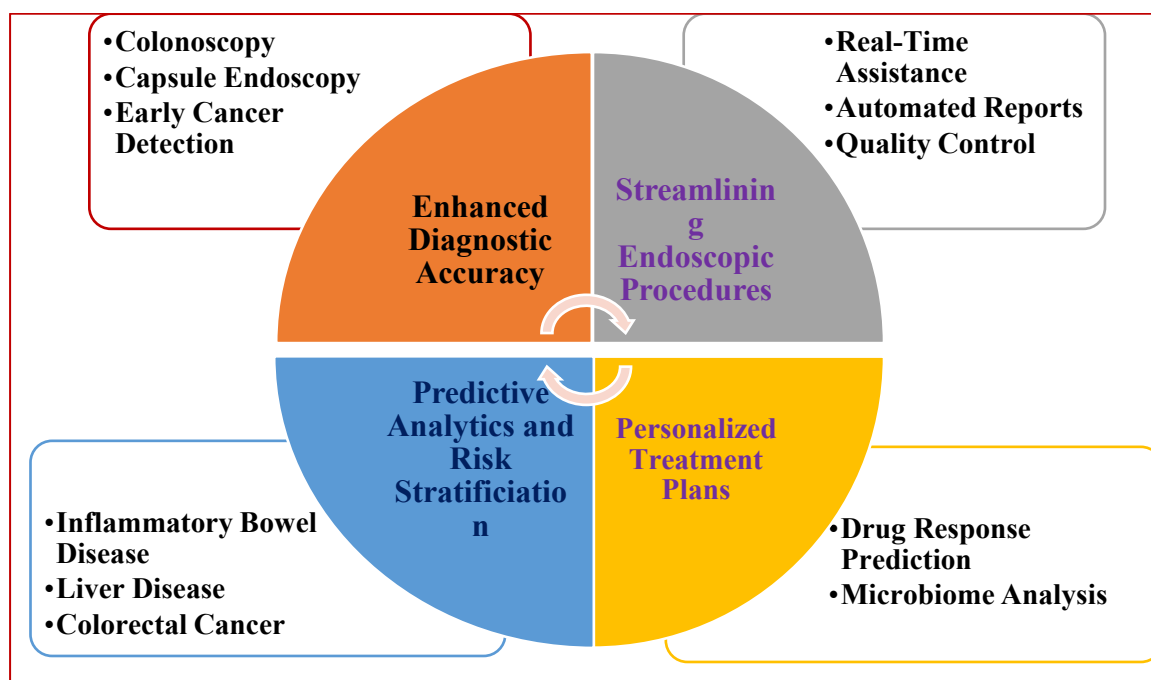 •Colonoscopy
•Capsule Endoscopy
•Early Cancer
Detection
•Real-Time
Assistance
•Automated Reports
•Quality Control
Enhanced
Diagnostic
Accuracy
Streamlinin
g
Endoscopic
Procedures
Predictive
Analytics and
Risk
Stratificiatio
n
Personalized
Treatment
Plans
•Inflammatory Bowel
Disease
•Liver Disease
•Colorectal Cancer
•Drug Response
Prediction
•Microbiome Analysis